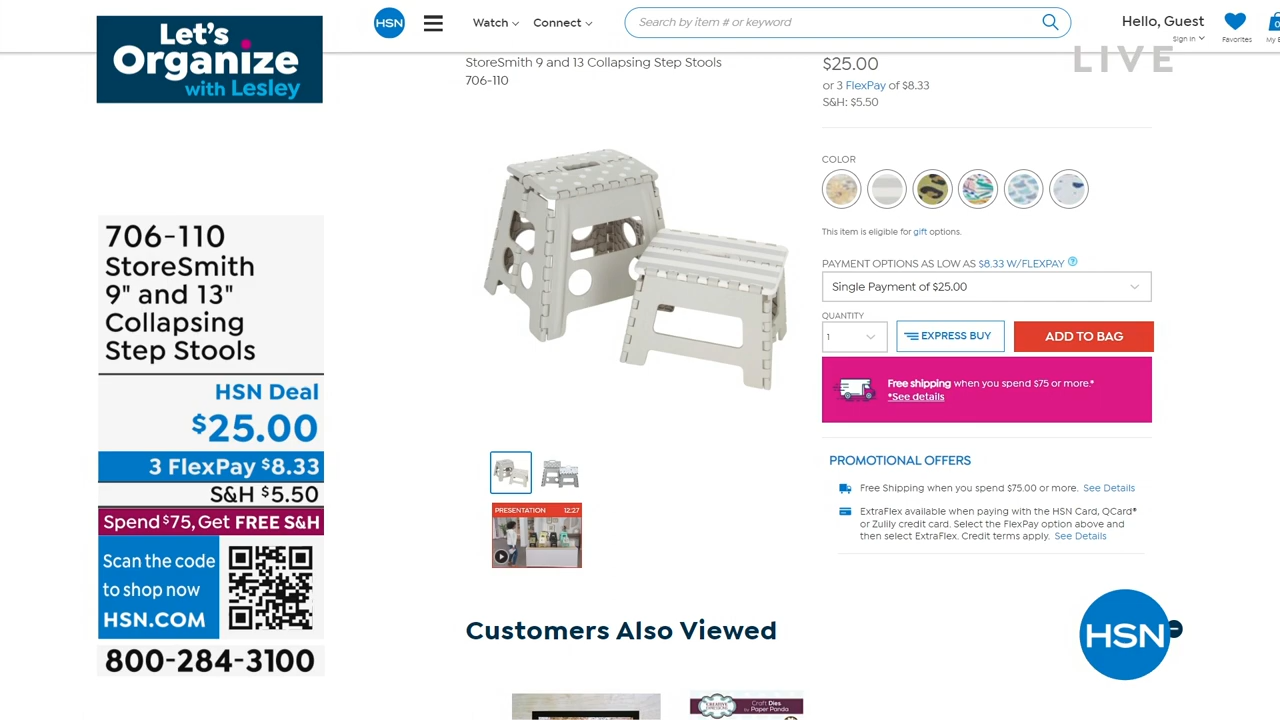 Let's
Organize
with Lesley
HSN
Watch
Connect
Search by item # or keyword
Hello, Guest
Sign In
Favorites
0
LIVE
StoreSmith 9 and 13 Collapsing Step Stools
706-110
$25.00
or 3 FlexPay of $8.33
S&H: $5.50
COLOR
This item is eligible for gift options.
PAYMENT OPTIONS AS LOW AS $8.33 W/FLEXPAY ?
Single Payment of $25.00
QUANTITY
1
EXPRESS BUY
ADD TO BAG
Free shipping when you spend $75 or more.*
*See details
PROMOTIONAL OFFERS
Free Shipping when you spend $75.00 or more. See Details
ExtraFlex available when paying with the HSN Card, QCard®
or Zulily credit card. Select the FlexPay option above and
then select ExtraFlex. Credit terms apply. See Details
PRESENTATION 12:27
Customers Also Viewed
Craft Dies
by Paper Panda
706-110
StoreSmith
9" and 13"
Collapsing
Step Stools
HSN Deal
$25.00
3 FlexPay $8.33
S&H $5.50
Spend $75, Get FREE S&H
Scan the code
to shop now
HSN.COM
800-284-3100
HSN